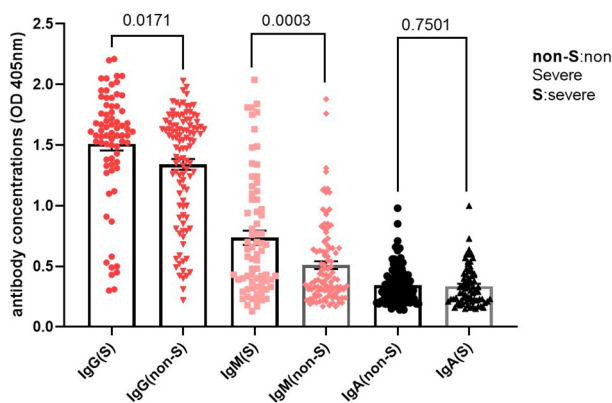 0.0171
0.0003
0.7501
non-S:non
Severe
S:severe
antibody concentrations (OD 405nm)
2.5
2.0
1.5
1.0
0.5
0.0
IgG(S)
IgG(non-S)
IgM(S)
IgM(non-S)
IgA(non-S)
IgA(S)